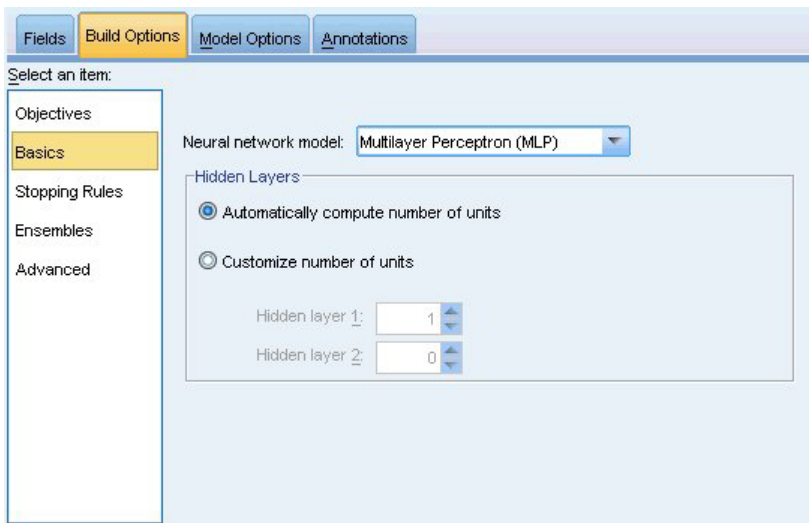 Fields Build Options Model Options Annotations
Select an item:
Objectives
Basics
Stopping Rules
Ensembles
Advanced
Neural network model: Multilayer Perceptron (MLP)
Hidden Layers
Automatically compute number of units
Customize number of units
Hidden layer 1: 1
Hidden layer 2: 0